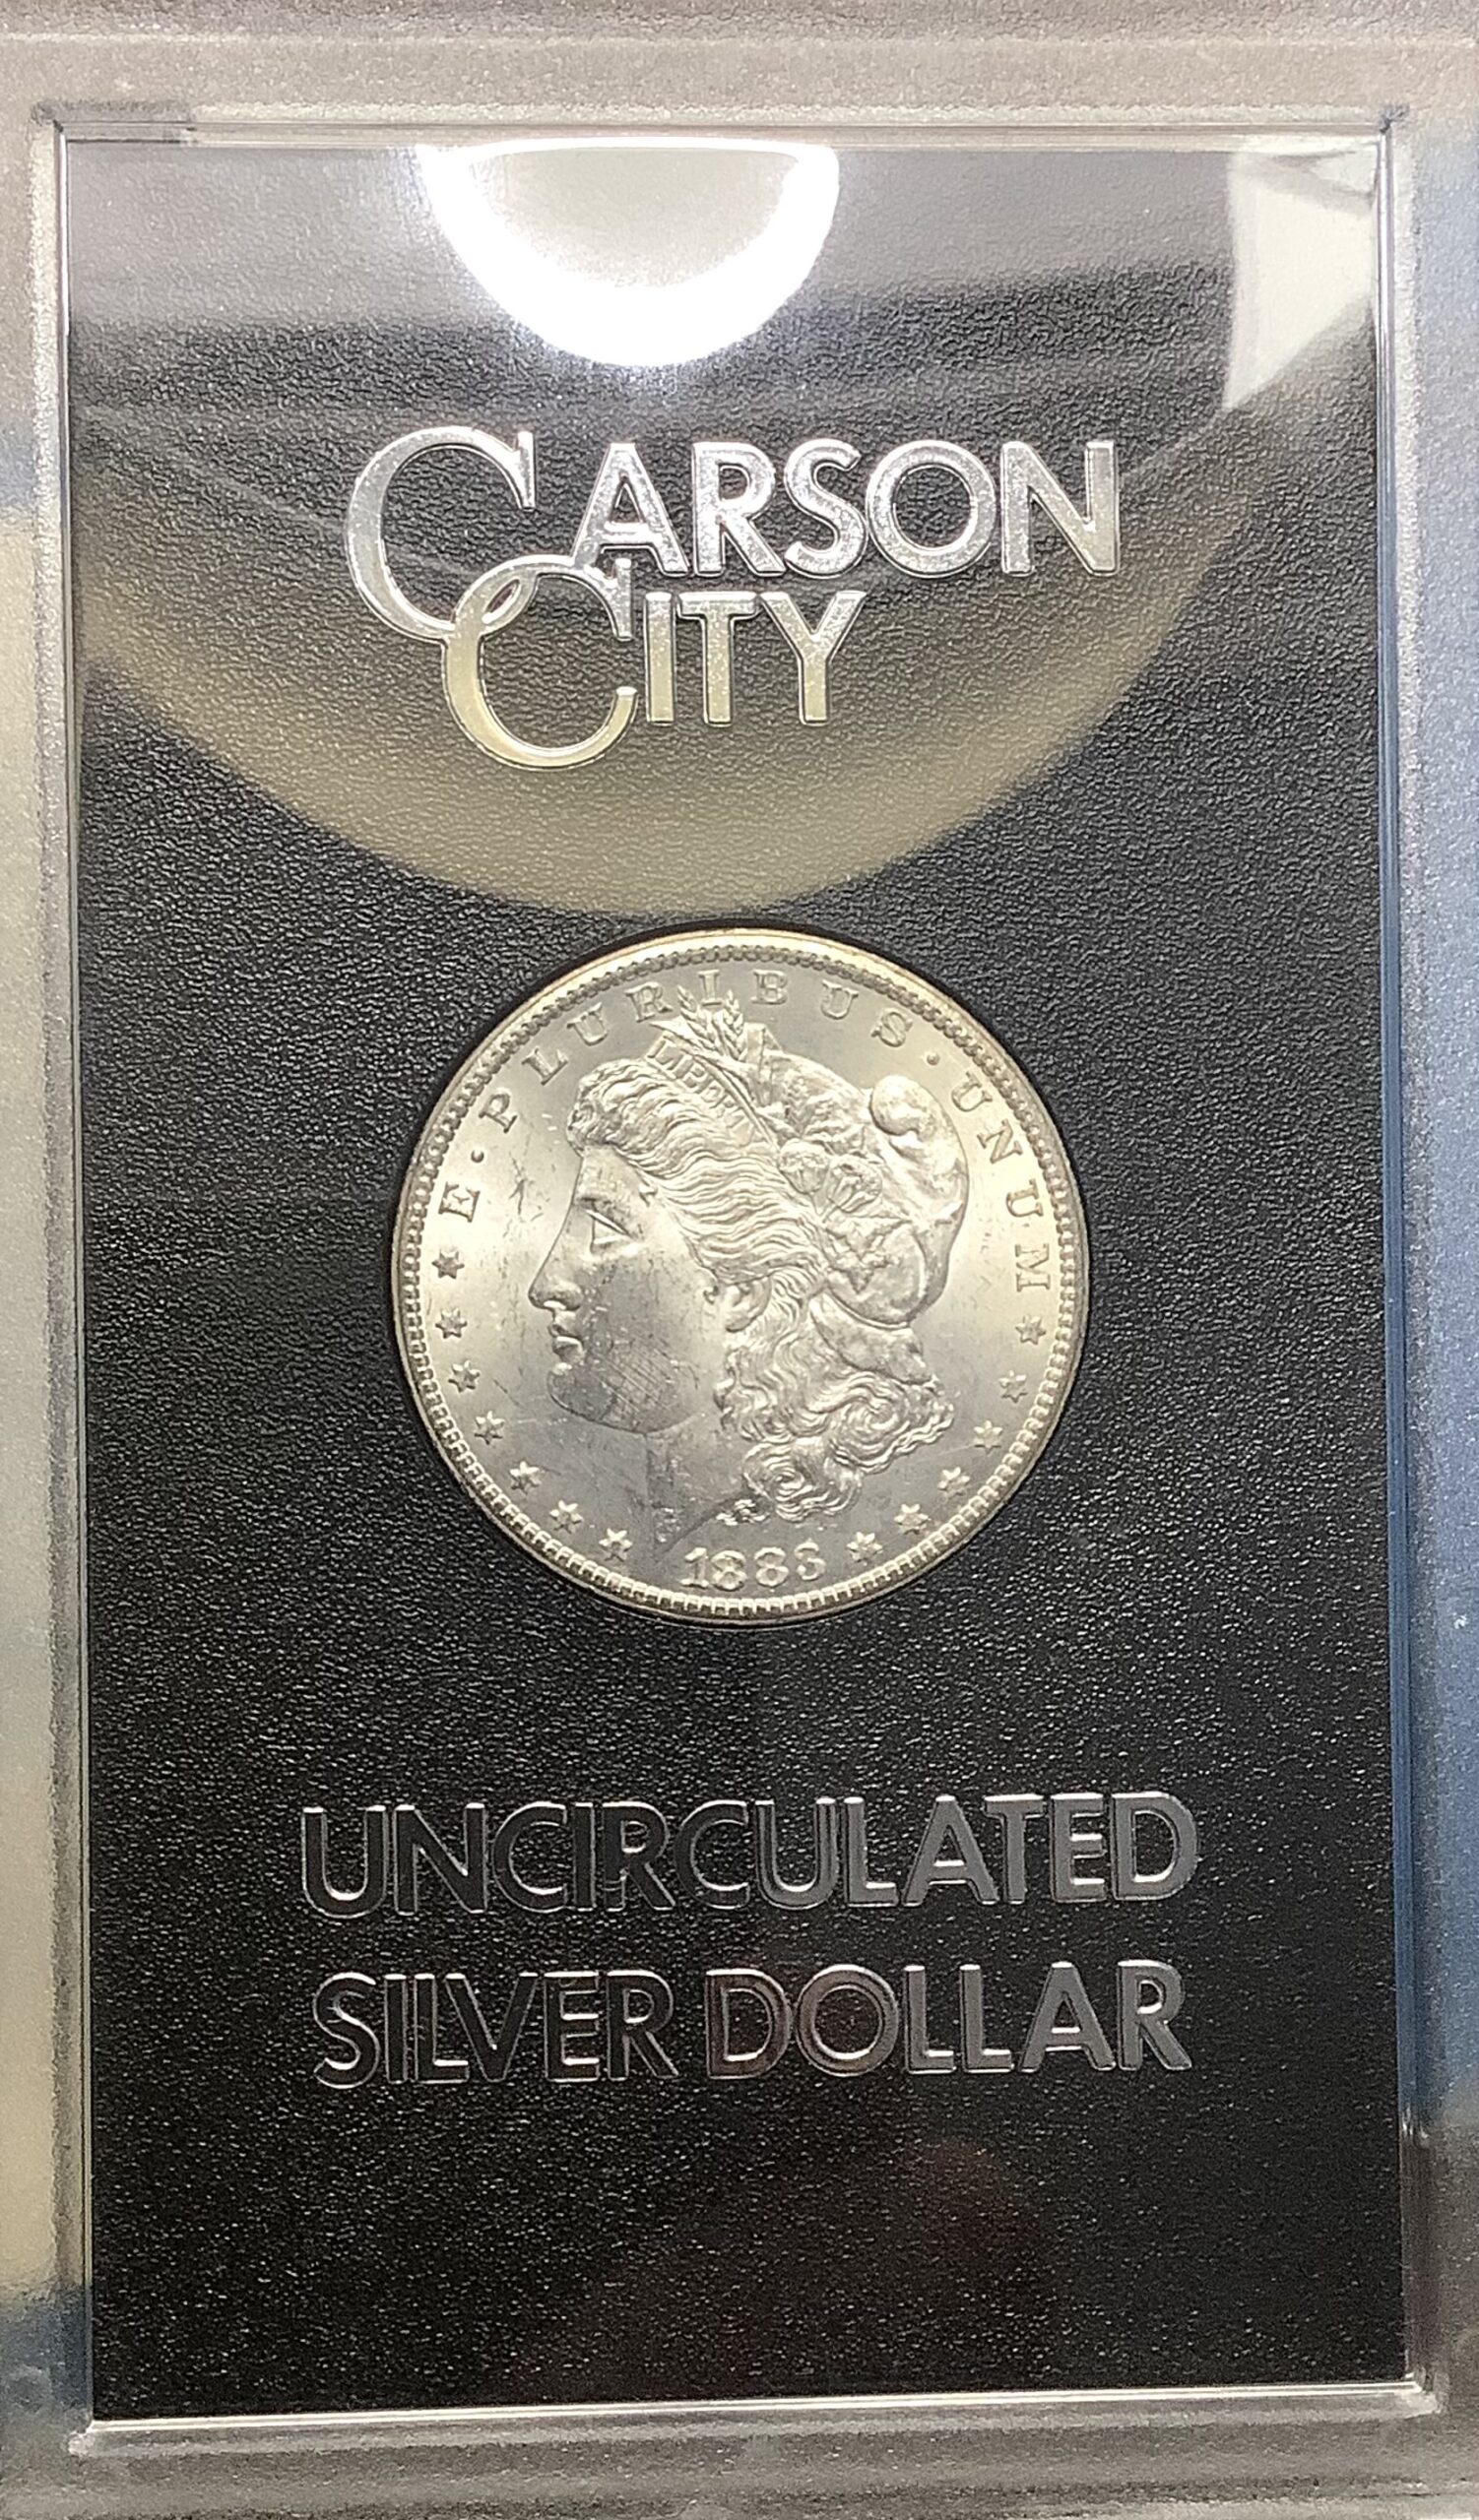 CARSON
CITY
E·PLURIBUS·UNUM
LIBERTY
1883
UNCIRCULATED
SILVER DOLLAR